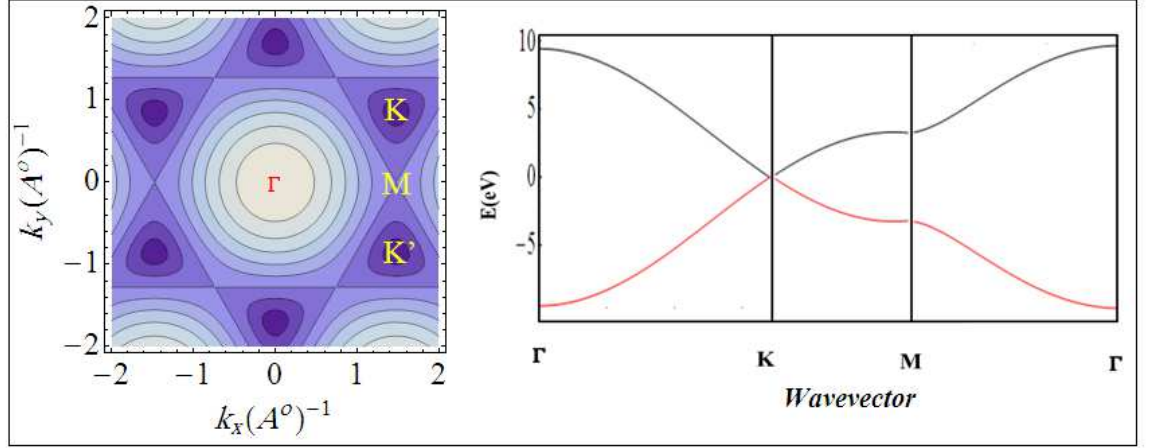 2
1
0
−1
−2
k_y(A^o)^−1
K
Γ
M
K’
−2
−1
0
1
2
k_x(A^o)^−1
10
5
0
−5
E(eV)
Γ
K
M
Γ
Wavevector